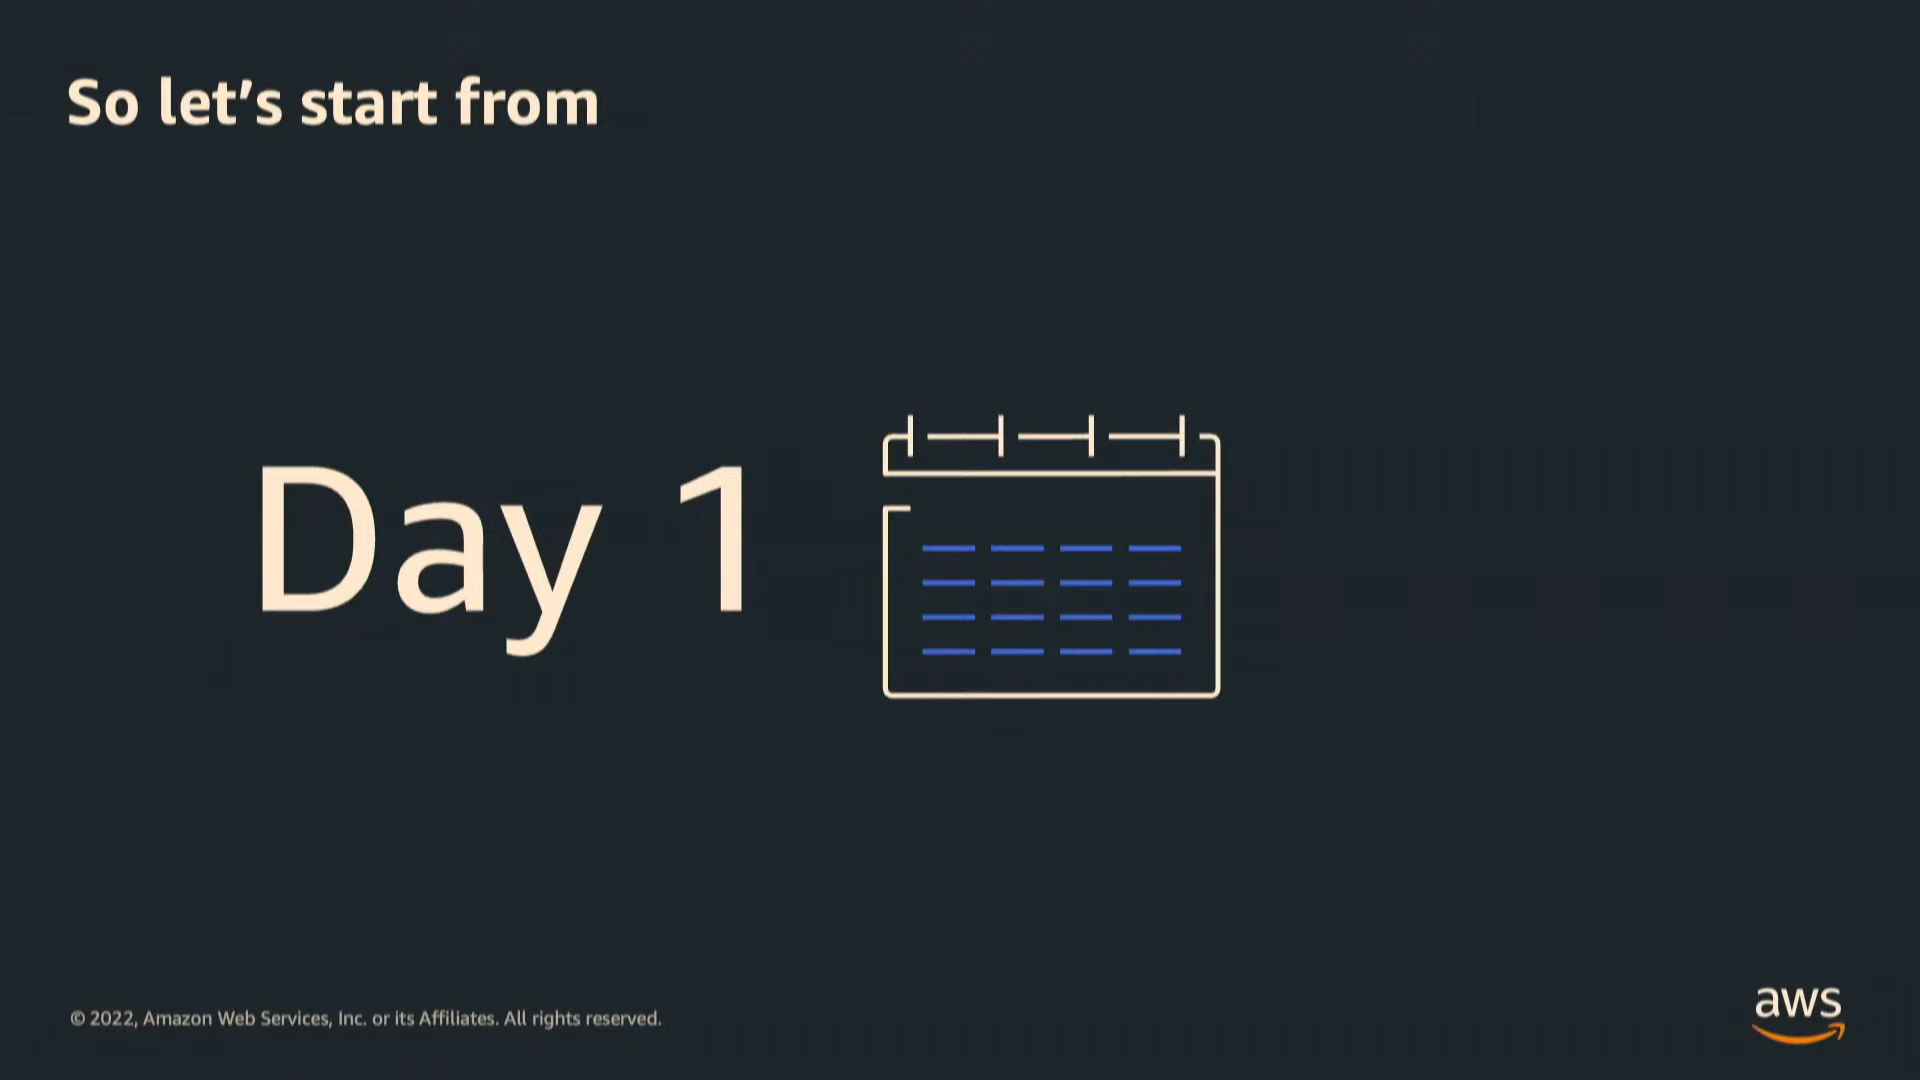 So let’s start from
Day 1
© 2022, Amazon Web Services, Inc. or its Affiliates. All rights reserved.
aws